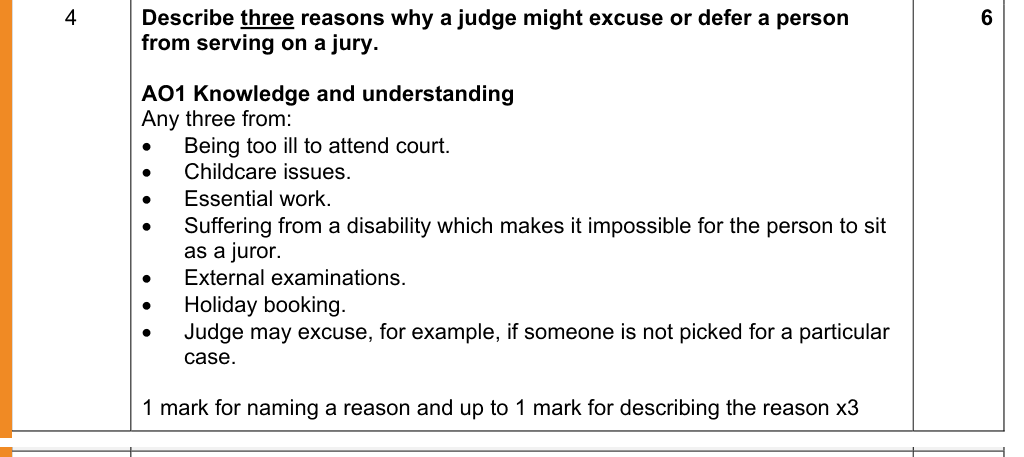 4
Describe three reasons why a judge might excuse or defer a person
from serving on a jury.
6
AO1 Knowledge and understanding
Any three from:
• Being too ill to attend court.
• Childcare issues.
• Essential work.
• Suffering from a disability which makes it impossible for the person to sit
as a juror.
• External examinations.
• Holiday booking.
• Judge may excuse, for example, if someone is not picked for a particular
case.
1 mark for naming a reason and up to 1 mark for describing the reason x3